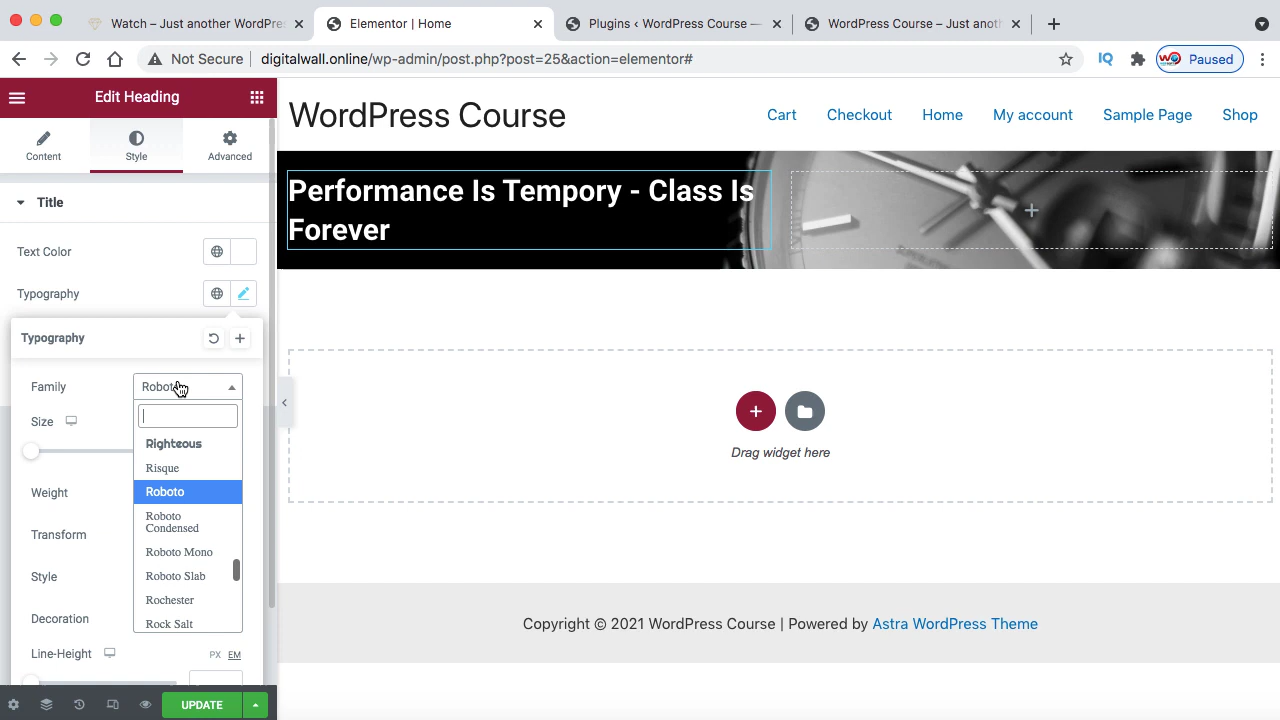 Watch – Just another WordPres
Elementor | Home
Plugins ‹ WordPress Course —
WordPress Course – Just anoth
Not Secure
digitalwall.online/wp-admin/post.php?post=25&action=elementor#
IQ
Paused
Edit Heading
Content
Style
Advanced
Title
Text Color
Typography
Typography
Family
Roboto
Size
Righteous
Risque
Roboto
Roboto
Condensed
Roboto Mono
Roboto Slab
Rochester
Rock Salt
Weight
Transform
Style
Decoration
Line-Height
PX EM
UPDATE
WordPress Course
Cart
Checkout
Home
My account
Sample Page
Shop
Performance Is Tempory - Class Is
Forever
Drag widget here
Copyright © 2021 WordPress Course | Powered by Astra WordPress Theme